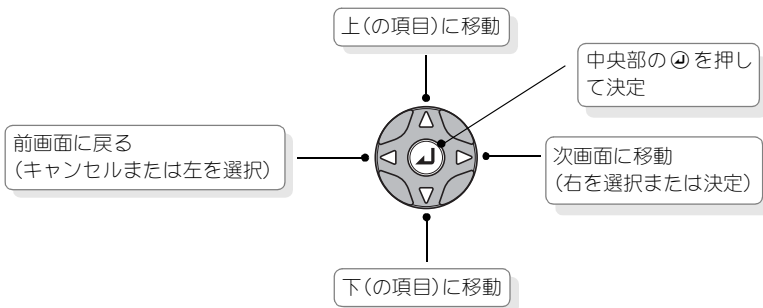 上(の項目)に移動
中央部の⏎を押し
て決定
前画面に戻る
(キャンセルまたは左を選択)
次画面に移動
(右を選択または決定)
下(の項目)に移動